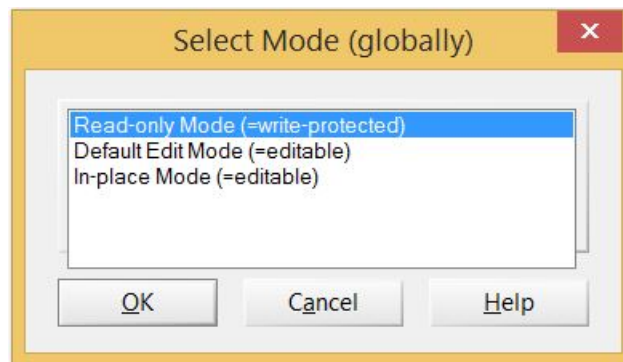 Select Mode (globally)
x
Read-only Mode (=write-protected)
Default Edit Mode (=editable)
In-place Mode (=editable)
OK Cancel Help